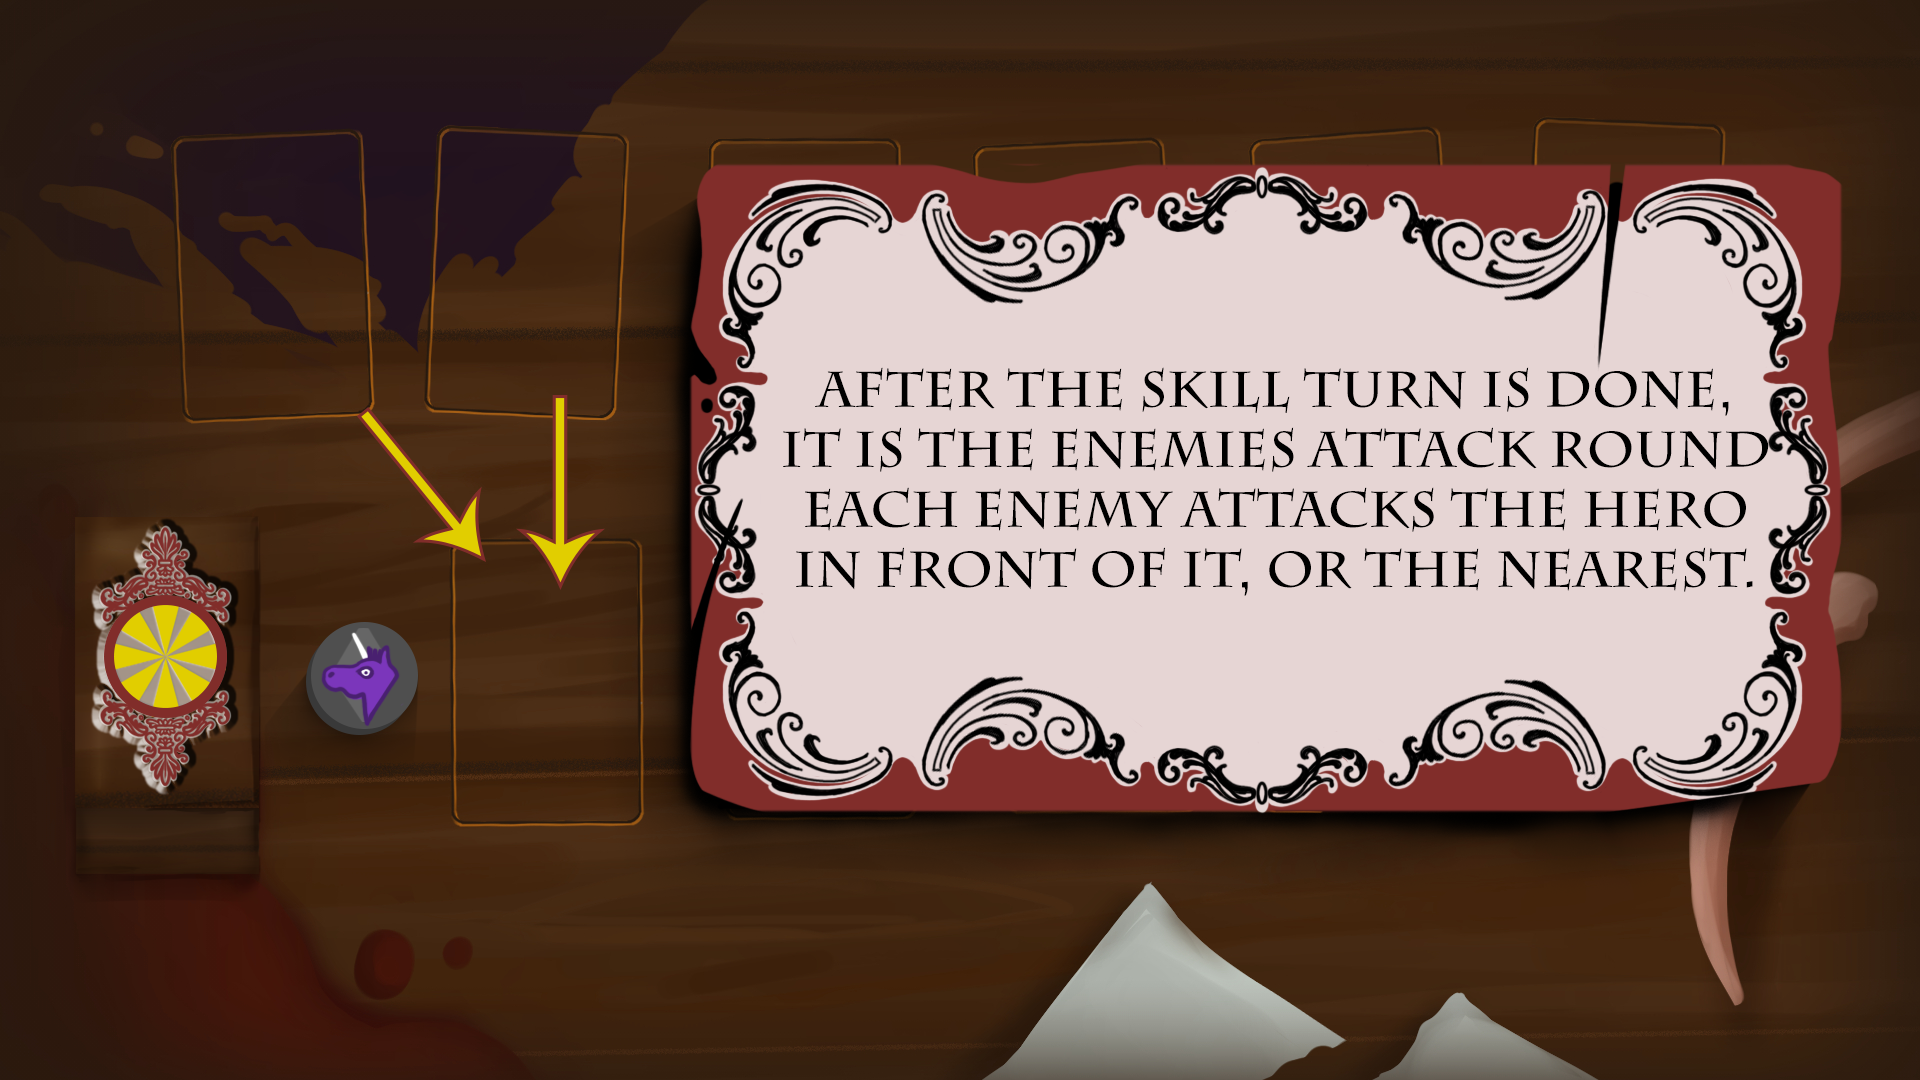 AFTER THE SKILL TURN IS DONE,
IT IS THE ENEMIES ATTACK ROUND
EACH ENEMY ATTACKS THE HERO
IN FRONT OF IT, OR THE NEAREST.